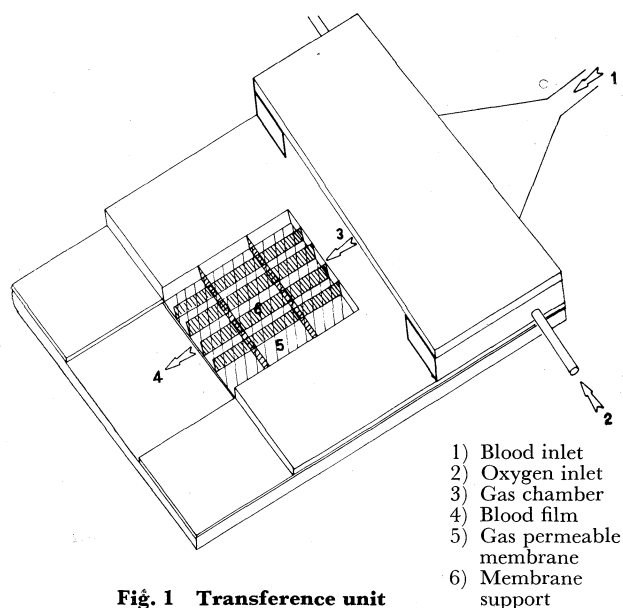 1
3
6
5
4
2
1) Blood inlet
2) Oxygen inlet
3) Gas chamber
4) Blood film
5) Gas permeable
membrane
6) Membrane
support
Fig. 1 Transference unit